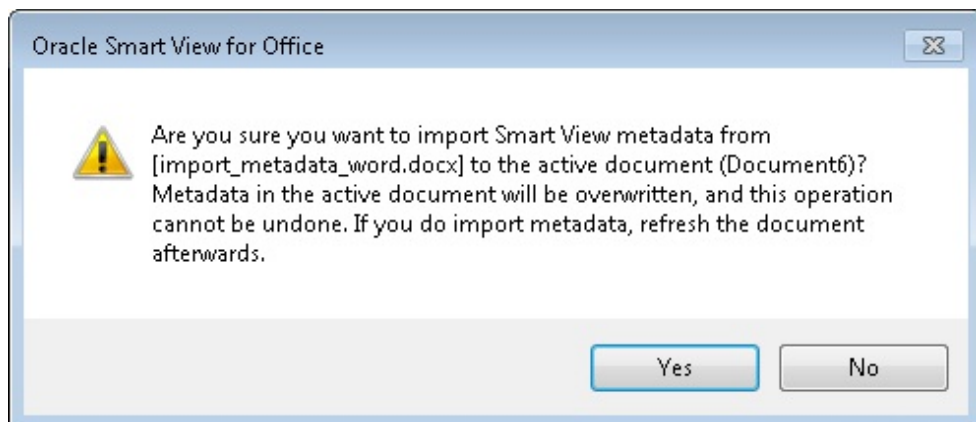 Oracle Smart View for Office
Are you sure you want to import Smart View metadata from
[import_metadata_word.docx] to the active document (Document6)?
Metadata in the active document will be overwritten, and this operation
cannot be undone. If you do import metadata, refresh the document
afterwards.
Yes
No